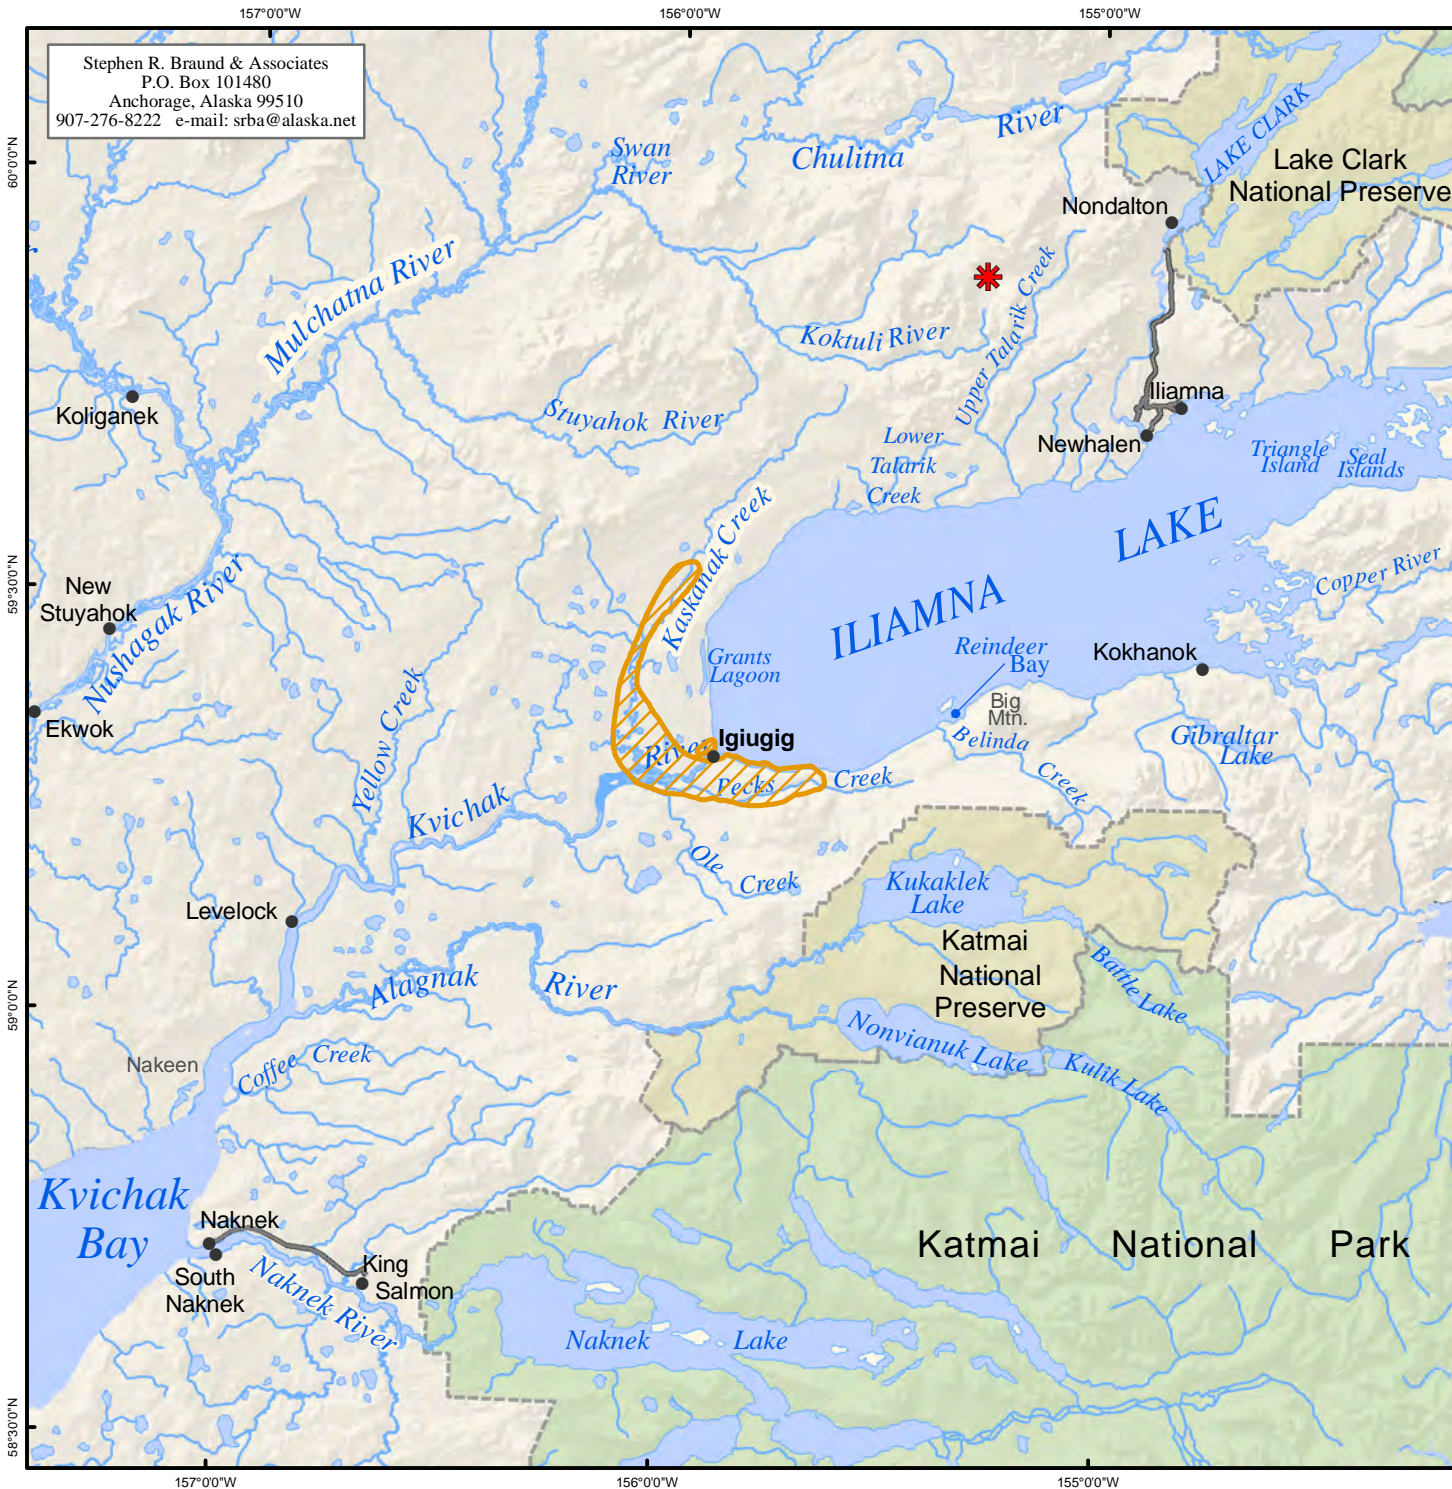 157°0'0"W
156°0'0"W
155°0'0"W
Stephen R. Braund & Associates
P.O. Box 101480
Anchorage, Alaska 99510
907-276-8222 e-mail: srba@alaska.net
60°0'0"N
Swan
River
Chulitna
River
LAKE CLARK
Lake Clark
National Preserve
Nondalton
Mulchatna River
Koktuli River
Upper Talarik Creek
Koliganek
Stuyahok River
Iliamna
Newhalen
Lower
Talarik
Creek
Triangle
Island
Seal
Islands
Kaskanak Creek
ILIAMNA
LAKE
59°30'0"N
New
Stuyahok
Nushagak River
Copper River
Grants
Lagoon
Reindeer
Bay
Kokhanok
Big
Mtn.
Ekwok
Yellow Creek
Igiugig
Belinda
Creek
Gibraltar
Lake
Kvichak
River
Pecks
Creek
Ole
Creek
Levelock
Kukaklek
Lake
Katmai
National
Preserve
Battle Lake
Alagnak
River
59°0'0"N
Nonvianuk Lake
Kulik Lake
Nakeen
Coffee Creek
Kvichak
Bay
Naknek
South
Naknek
King
Salmon
Naknek River
Katmai National Park
Naknek Lake
58°30'0"N
157°0'0"W
156°0'0"W
155°0'0"W